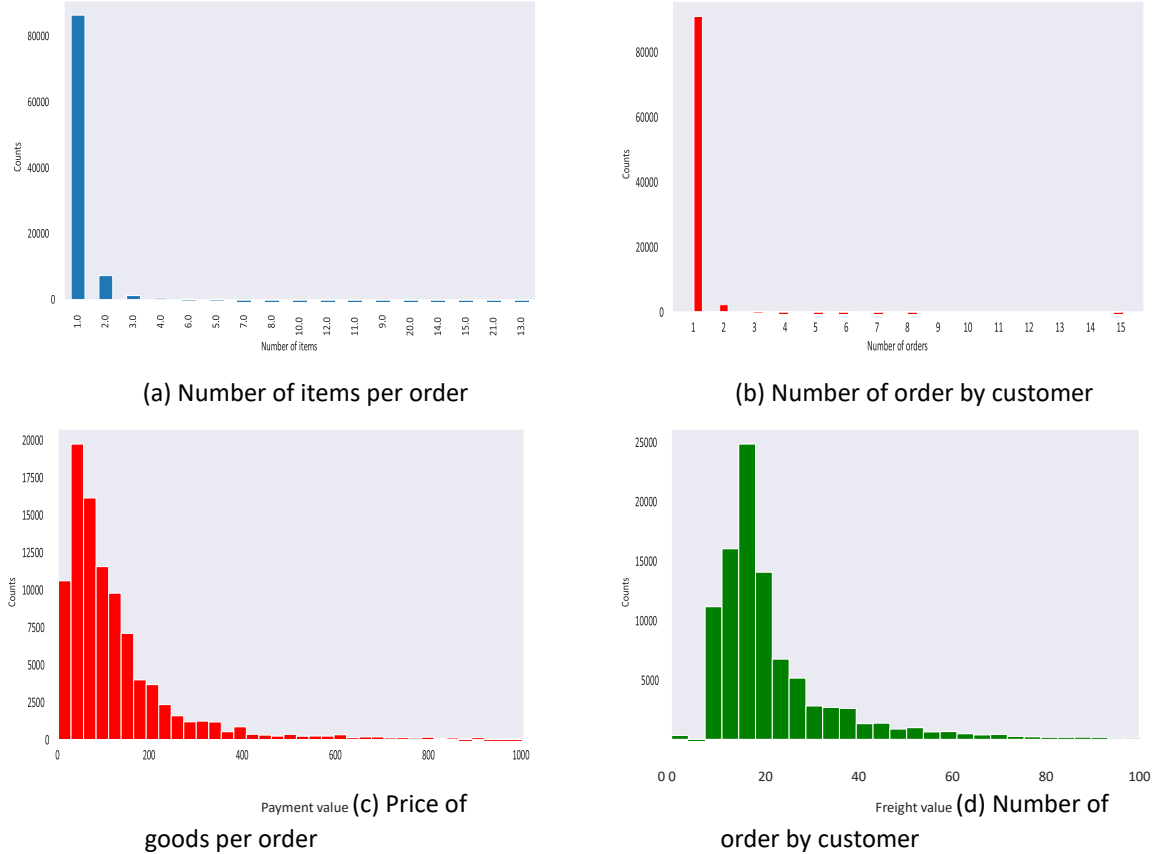 80000
60000
40000
20000
0
Counts
1.0 2.0 3.0 4.0 6.0 5.0 7.0 8.0 10.0 12.0 11.0 9.0 20.0 14.0 15.0 21.0 13.0
Number of items
(a) Number of items per order
80000
60000
40000
20000
0
Counts
1 2 3 4 5 6 7 8 9 10 11 12 13 14 15
Number of orders
(b) Number of order by customer
20000
17500
15000
12500
10000
7500
5000
2500
0
Counts
0 200 400 600 800 1000
Payment value (c) Price of
goods per order
25000
20000
15000
10000
5000
Counts
0 0 20 40 60 80 100
Freight value (d) Number of
order by customer